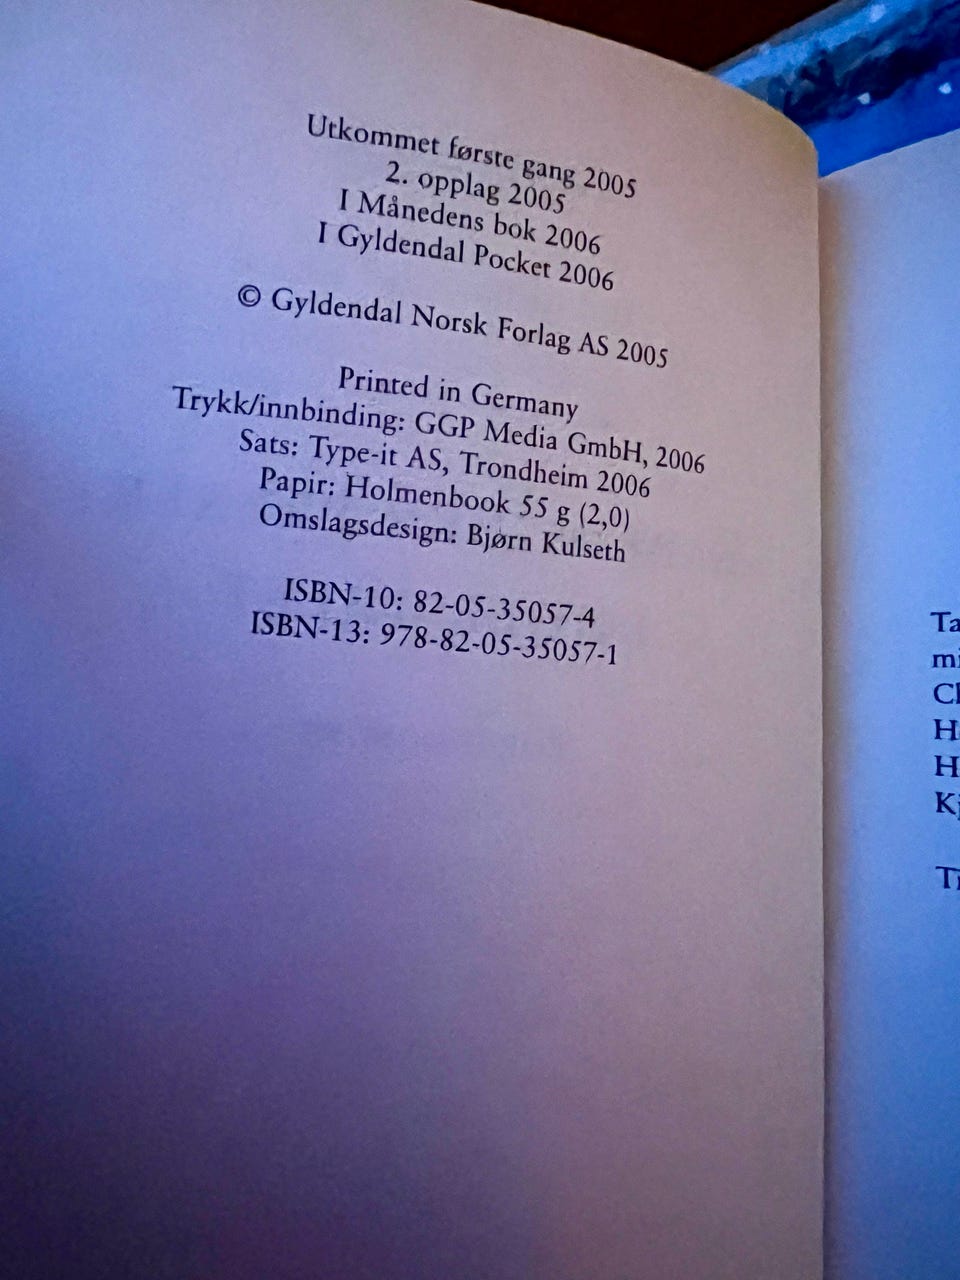 Utkommet første gang 2005
2. opplag 2005
I Månedens bok 2006
I Gyldendal Pocket 2006
© Gyldendal Norsk Forlag AS 2005
Printed in Germany
Trykk/innbinding: GGP Media GmbH, 2006
Sats: Type-it AS, Trondheim 2006
Papir: Holmenbook 55 g (2,0)
Omslagsdesign: Bjørn Kulseth
ISBN-10: 82-05-35057-4
ISBN-13: 978-82-05-35057-1